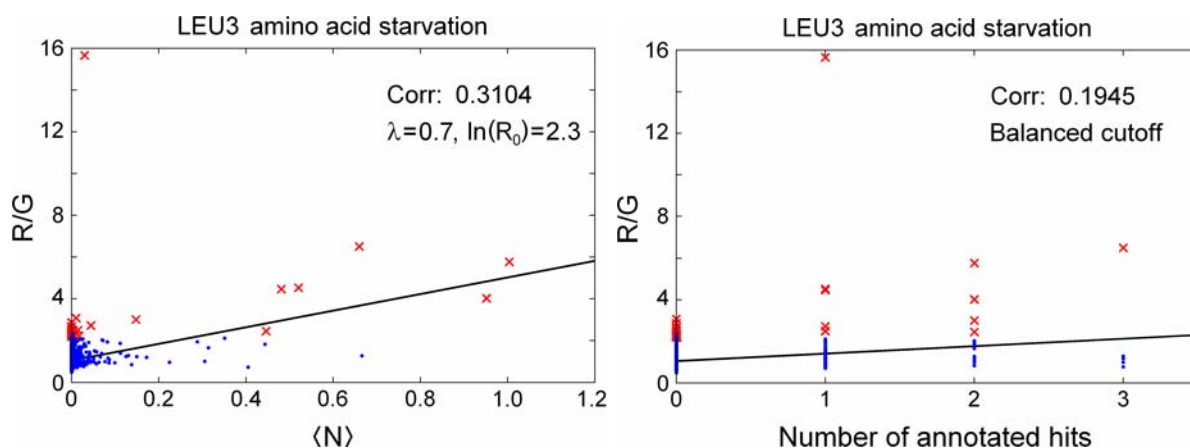 LEU3 amino acid starvation
16
12
8
4
0
R/G
Corr: 0.3104
λ=0.7, ln(R₀)=2.3
0 0.2 0.4 0.6 0.8 1.0 1.2
⟨N⟩
LEU3 amino acid starvation
16
12
8
4
0
R/G
Corr: 0.1945
Balanced cutoff
0 1 2 3
Number of annotated hits